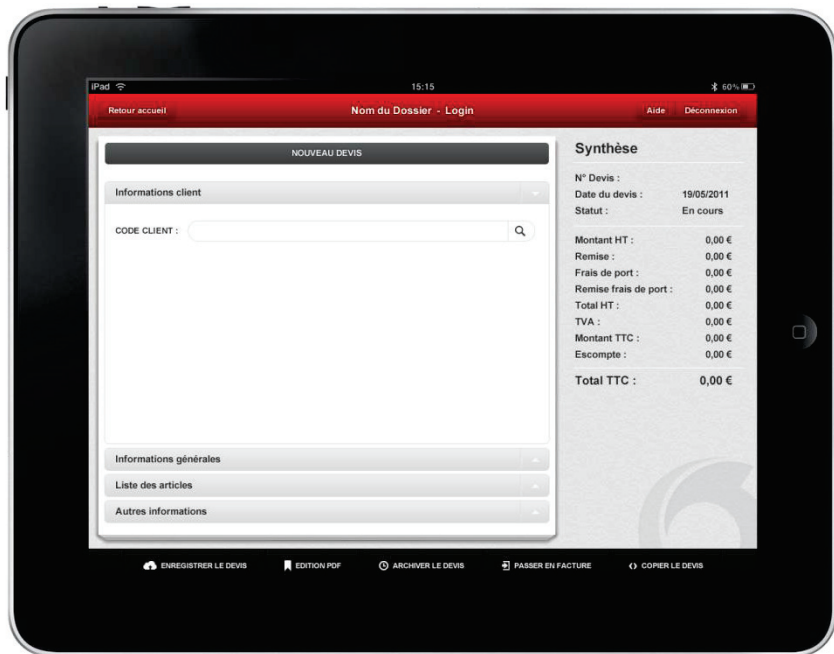 iPad 15:15 60%
Retour accueil Nom du Dossier - Login Aide Déconnexion
NOUVEAU DEVIS
Informations client
CODE CLIENT :
Informations générales
Liste des articles
Autres informations
Synthèse
N° Devis :
Date du devis : 19/05/2011
Statut : En cours
Montant HT : 0,00 €
Remise : 0,00 €
Frais de port : 0,00 €
Remise frais de port : 0,00 €
Total HT : 0,00 €
TVA : 0,00 €
Montant TTC : 0,00 €
Escompte : 0,00 €
Total TTC : 0,00 €
ENREGISTRER LE DEVIS EDITION PDF ARCHIVER LE DEVIS PASSER EN FACTURE COPIER LE DEVIS